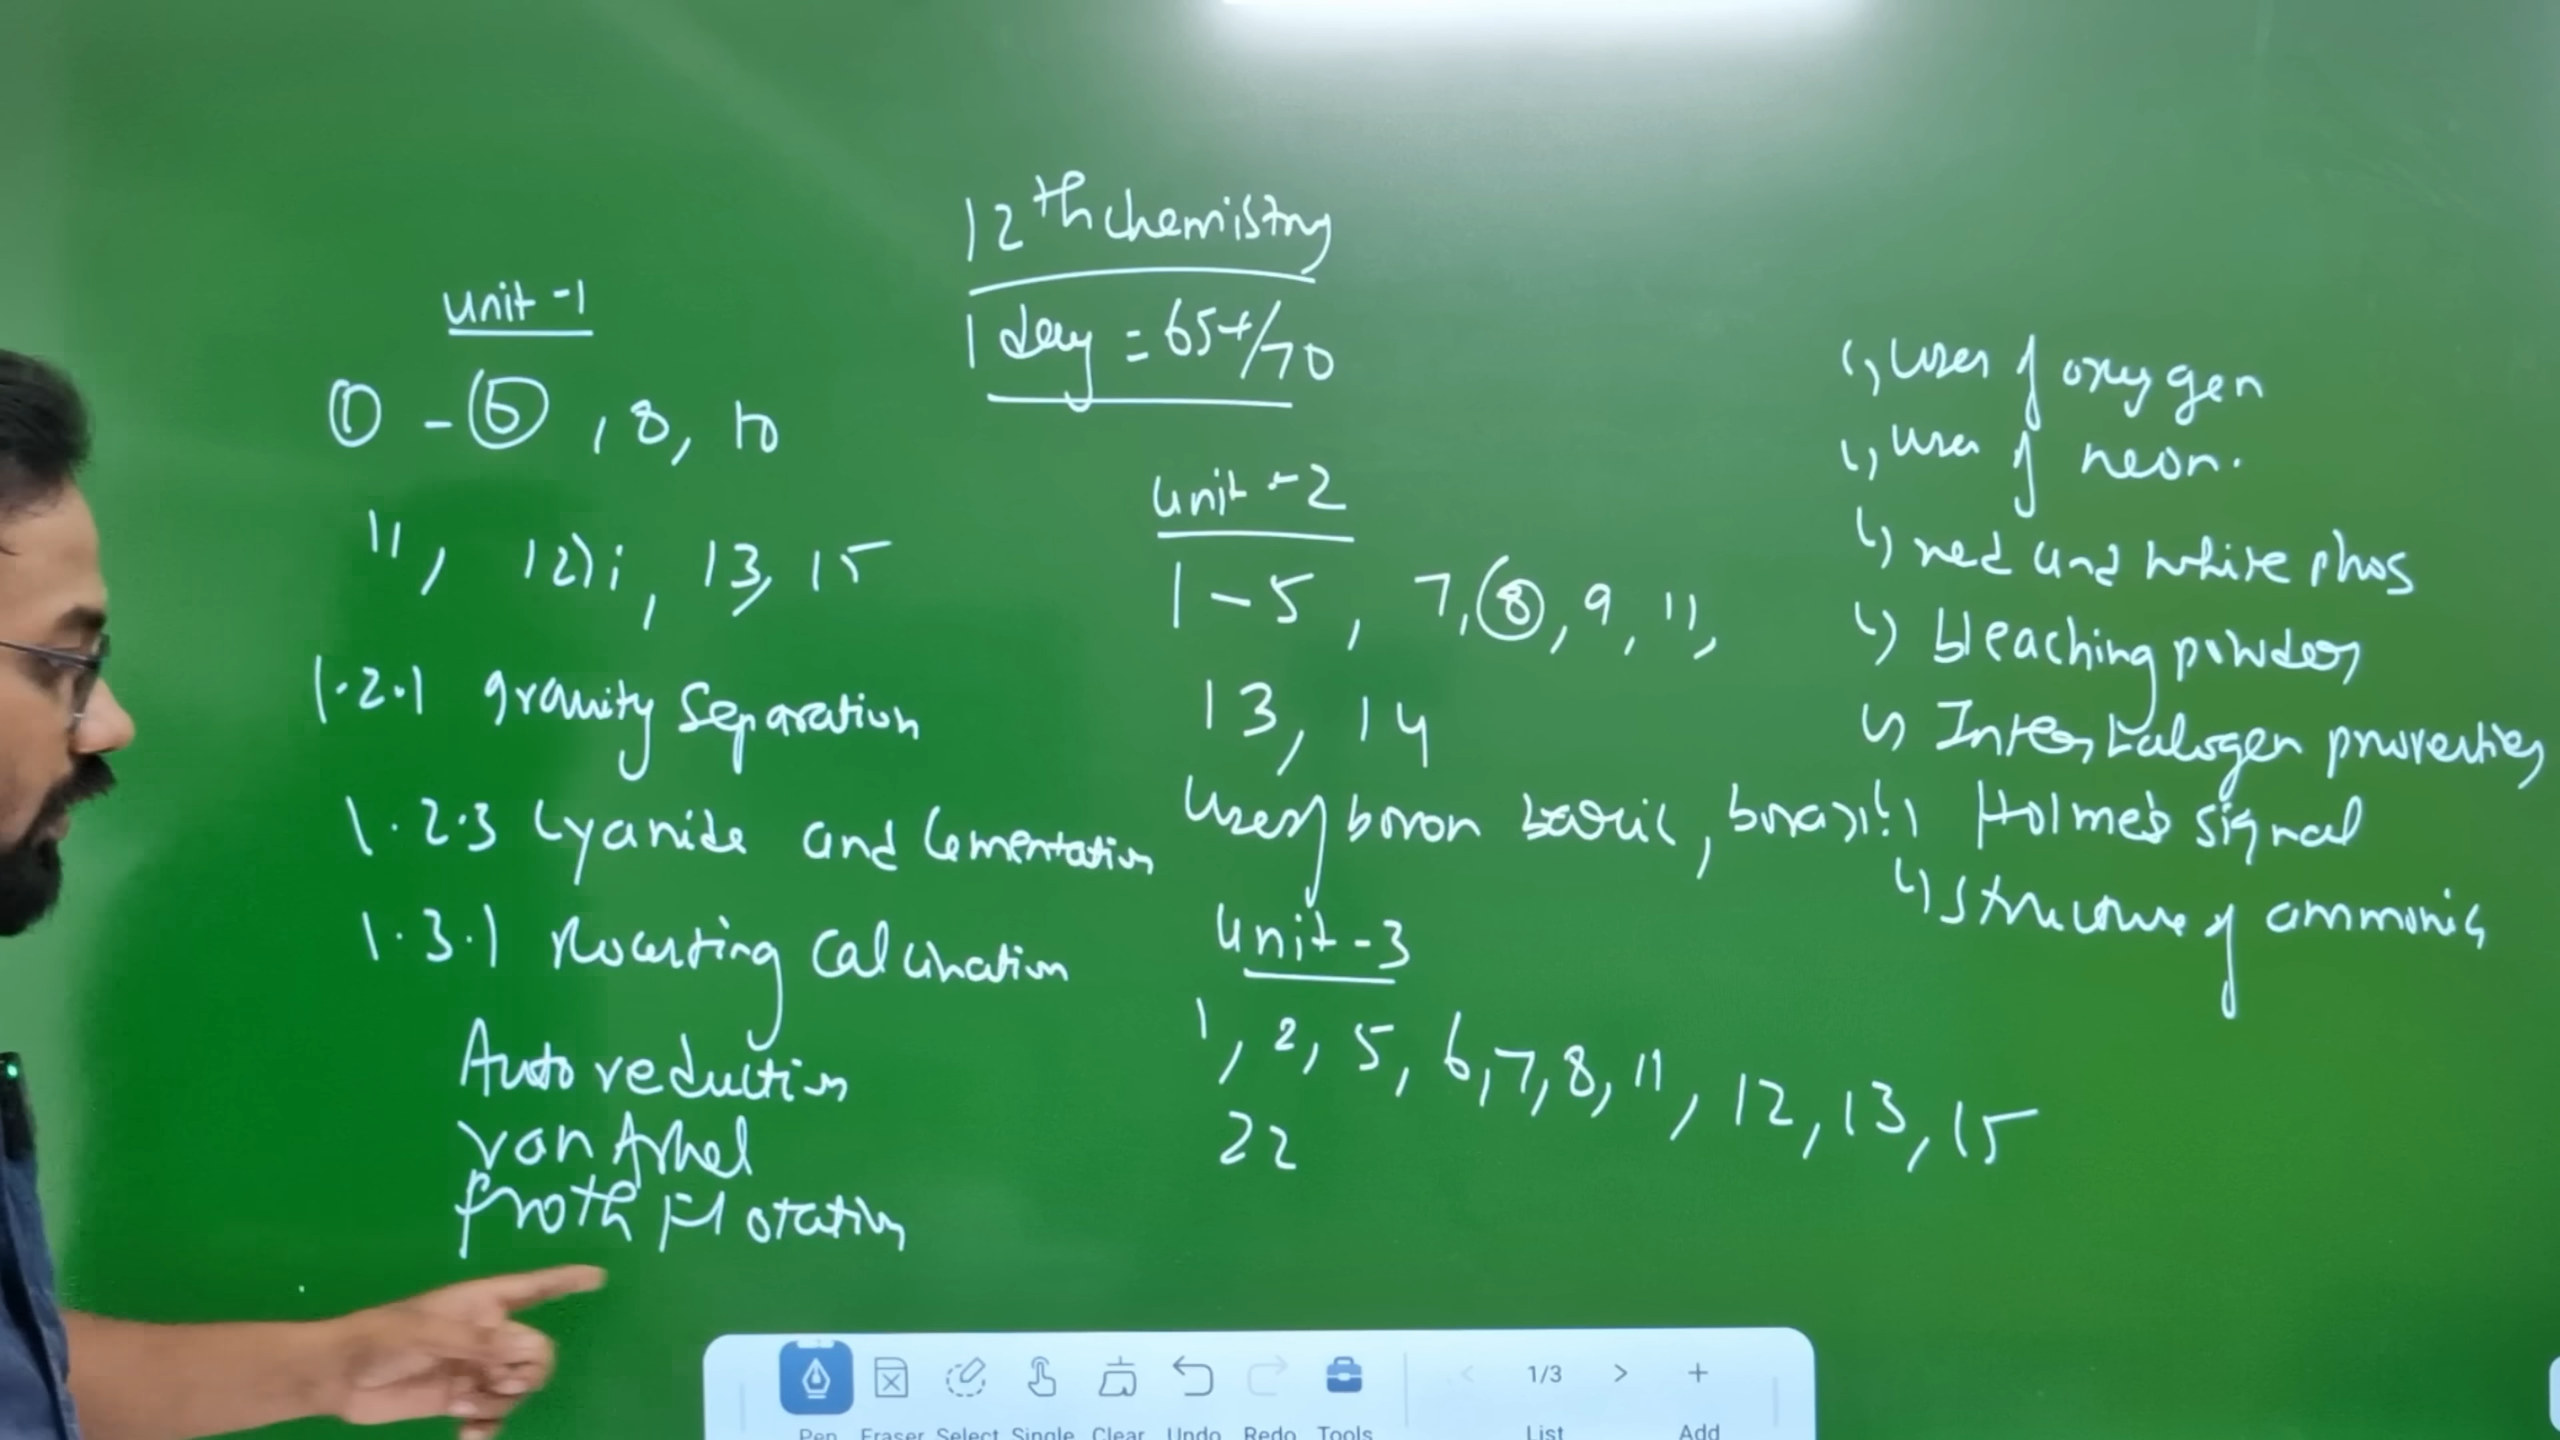 12th chemistry
1 day = 65+/70
unit-1
1 - 6, 8, 10
11, 12) i, 13, 15
1.2.1 gravity Separation
1.2.3 Cyanide and Cementation
1.3.1 Roasting Calcination
Auto reduction
van Arkel
froth Flotation
unit-2
1-5, 7, 8, 9, 11,
13, 14
Uses of boron boric, borax
unit-3
1, 2, 5, 6, 7, 8, 11, 12, 13, 15
22
uses of oxygen
uses of neon.
red and white phos
bleaching powder
Inter halogen properties
Holme's signal
structure of ammonia
Pen Eraser Select Single Clear Undo Redo Tools < 1/3 > List + Add